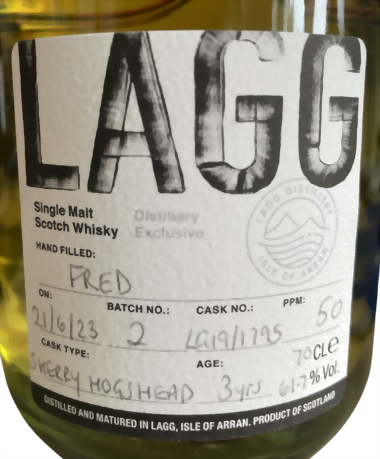 LAGG
Single Malt
Scotch Whisky
Distillery
Exclusive
LAGG DISTILLERY
ISLE OF ARRAN
HAND FILLED:
FRED
ON: BATCH NO.: CASK NO.: PPM:
21/6/23 2 LG19/1795 50
CASK TYPE: AGE: 70CLe
SHERRY HOGSHEAD 3yrs 61.7%Vol.
DISTILLED AND MATURED IN LAGG, ISLE OF ARRAN. PRODUCT OF SCOTLAND